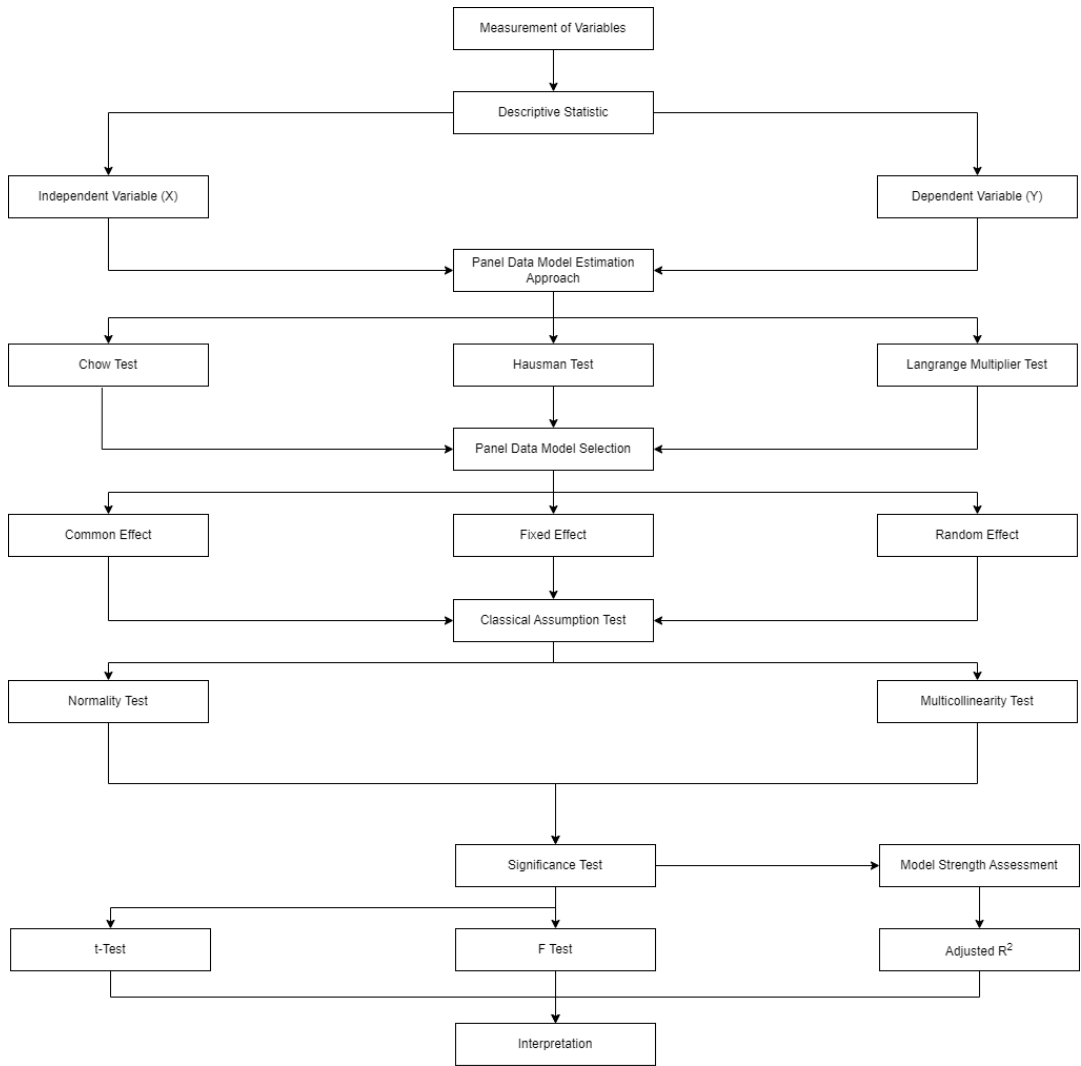 Measurement of Variables
Descriptive Statistic
Independent Variable (X)
Dependent Variable (Y)
Panel Data Model Estimation
Approach
Chow Test
Hausman Test
Langrange Multiplier Test
Panel Data Model Selection
Common Effect
Fixed Effect
Random Effect
Classical Assumption Test
Normality Test
Multicollinearity Test
Significance Test
Model Strength Assessment
t-Test
F Test
Adjusted R²
Interpretation